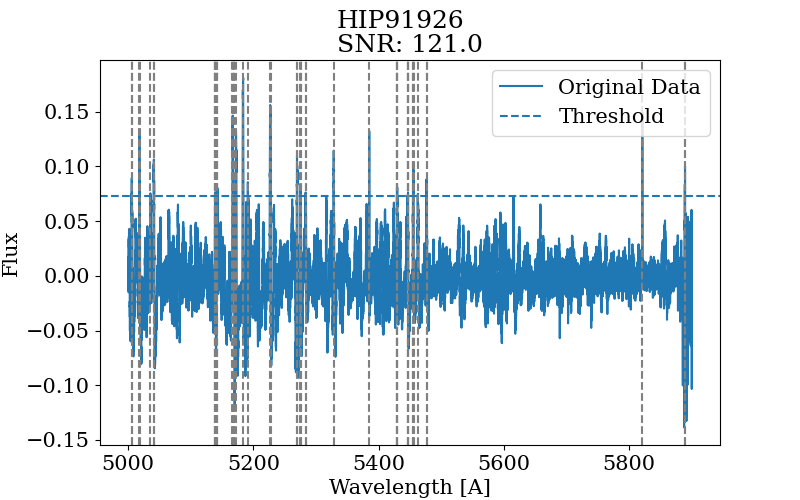 HIP91926
SNR: 121.0
Original Data
Threshold
Flux
0.15
0.10
0.05
0.00
−0.05
−0.10
−0.15
5000
5200
5400
5600
5800
Wavelength [A]